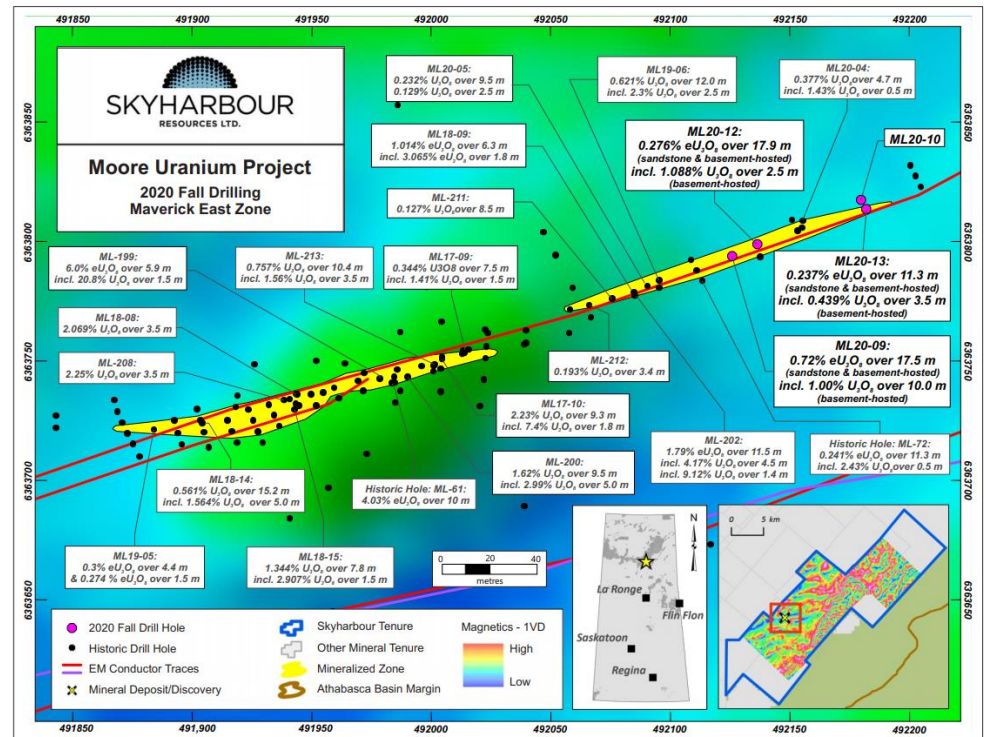 491850 491900 491950 492000 492050 492100 492150 492200
SKYHARBOUR
RESOURCES LTD.
Moore Uranium Project
2020 Fall Drilling
Maverick East Zone
ML20-05:
0.232% U₃O₈ over 9.5 m
0.129% U₃O₈ over 2.5 m
ML19-06:
0.621% U₃O₈ over 12.0 m
incl. 2.3% U₃O₈ over 2.5 m
ML20-04:
0.377% U₃O₈over 4.7 m
incl. 1.43% U₃O₈ over 0.5 m
ML18-09:
1.014% eU₃O₈ over 6.3 m
incl. 3.065% eU₃O₈ over 1.8 m
ML20-12:
0.276% eU₃O₈ over 17.9 m
(sandstone & basement-hosted)
incl. 1.088% U₃O₈ over 2.5 m
(basement-hosted)
ML20-10
ML-211:
0.127% U₃O₈over 8.5 m
ML-199:
6.0% eU₃O₈ over 5.9 m
incl. 20.8% U₃O₈ over 1.5 m
ML-213:
0.757% U₃O₈ over 10.4 m
incl. 1.56% U₃O₈ over 3.5 m
ML17-09:
0.344% U3O8 over 7.5 m
incl. 1.41% U₃O₈ over 1.5 m
ML20-13:
0.237% eU₃O₈ over 11.3 m
(sandstone & basement-hosted)
incl. 0.439% U₃O₈ over 3.5 m
(basement-hosted)
ML18-08:
2.069% U₃O₈ over 3.5 m
ML-208:
2.25% U₃O₈ over 3.5 m
ML-212:
0.193% U₃O₈ over 3.4 m
ML20-09:
0.72% eU₃O₈ over 17.5 m
(sandstone & basement-hosted)
incl. 1.00% U₃O₈ over 10.0 m
(basement-hosted)
ML17-10:
2.23% U₃O₈ over 9.3 m
incl. 7.4% U₃O₈ over 1.8 m
ML-202:
1.79% eU₃O₈ over 11.5 m
incl. 4.17% U₃O₈ over 4.5 m
incl. 9.12% U₃O₈ over 1.4 m
Historic Hole: ML-72:
0.241% eU₃O₈ over 11.3 m
incl. 2.43% U₃O₈ over 0.5 m
ML18-14:
0.561% U₃O₈ over 15.2 m
incl. 1.564% U₃O₈ over 5.0 m
Historic Hole: ML-61:
4.03% eU₃O₈ over 10 m
ML-200:
1.62% U₃O₈ over 9.5 m
incl. 2.99% U₃O₈ over 5.0 m
ML19-05:
0.3% eU₃O₈ over 4.4 m
& 0.274 % eU₃O₈ over 1.5 m
ML18-15:
1.344% U₃O₈ over 7.8 m
incl. 2.907% U₃O₈ over 1.5 m
0 20 40
metres
6363850
6363800
6363750
6363700
6363650
6363850
6363800
6363750
6363700
6363650
2020 Fall Drill Hole
Historic Drill Hole
EM Conductor Traces
Mineral Deposit/Discovery
Skyharbour Tenure
Other Mineral Tenure
Mineralized Zone
Athabasca Basin Margin
Magnetics - 1VD
High
Low
N
La Ronge
Flin Flon
Saskatoon
Regina
0 5 km
491850 491,900 491,950 492000 492050 492100 492150 492200